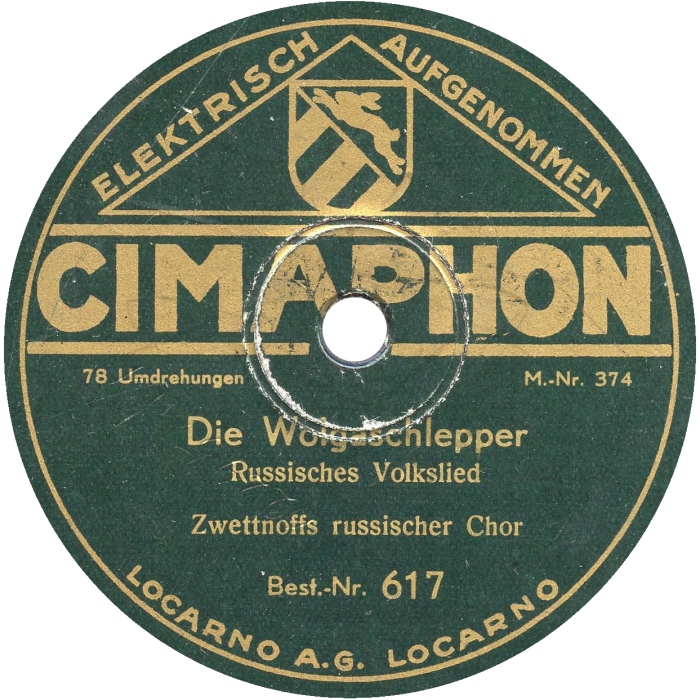 ELEKTRISCH AUFGENOMMEN
CIMAPHON
78 Umdrehungen
M.-Nr. 374
Die Wolgaschlepper
Russisches Volkslied
Zwettnoffs russischer Chor
Best.-Nr. 617
LOCARNO A.G. LOCARNO